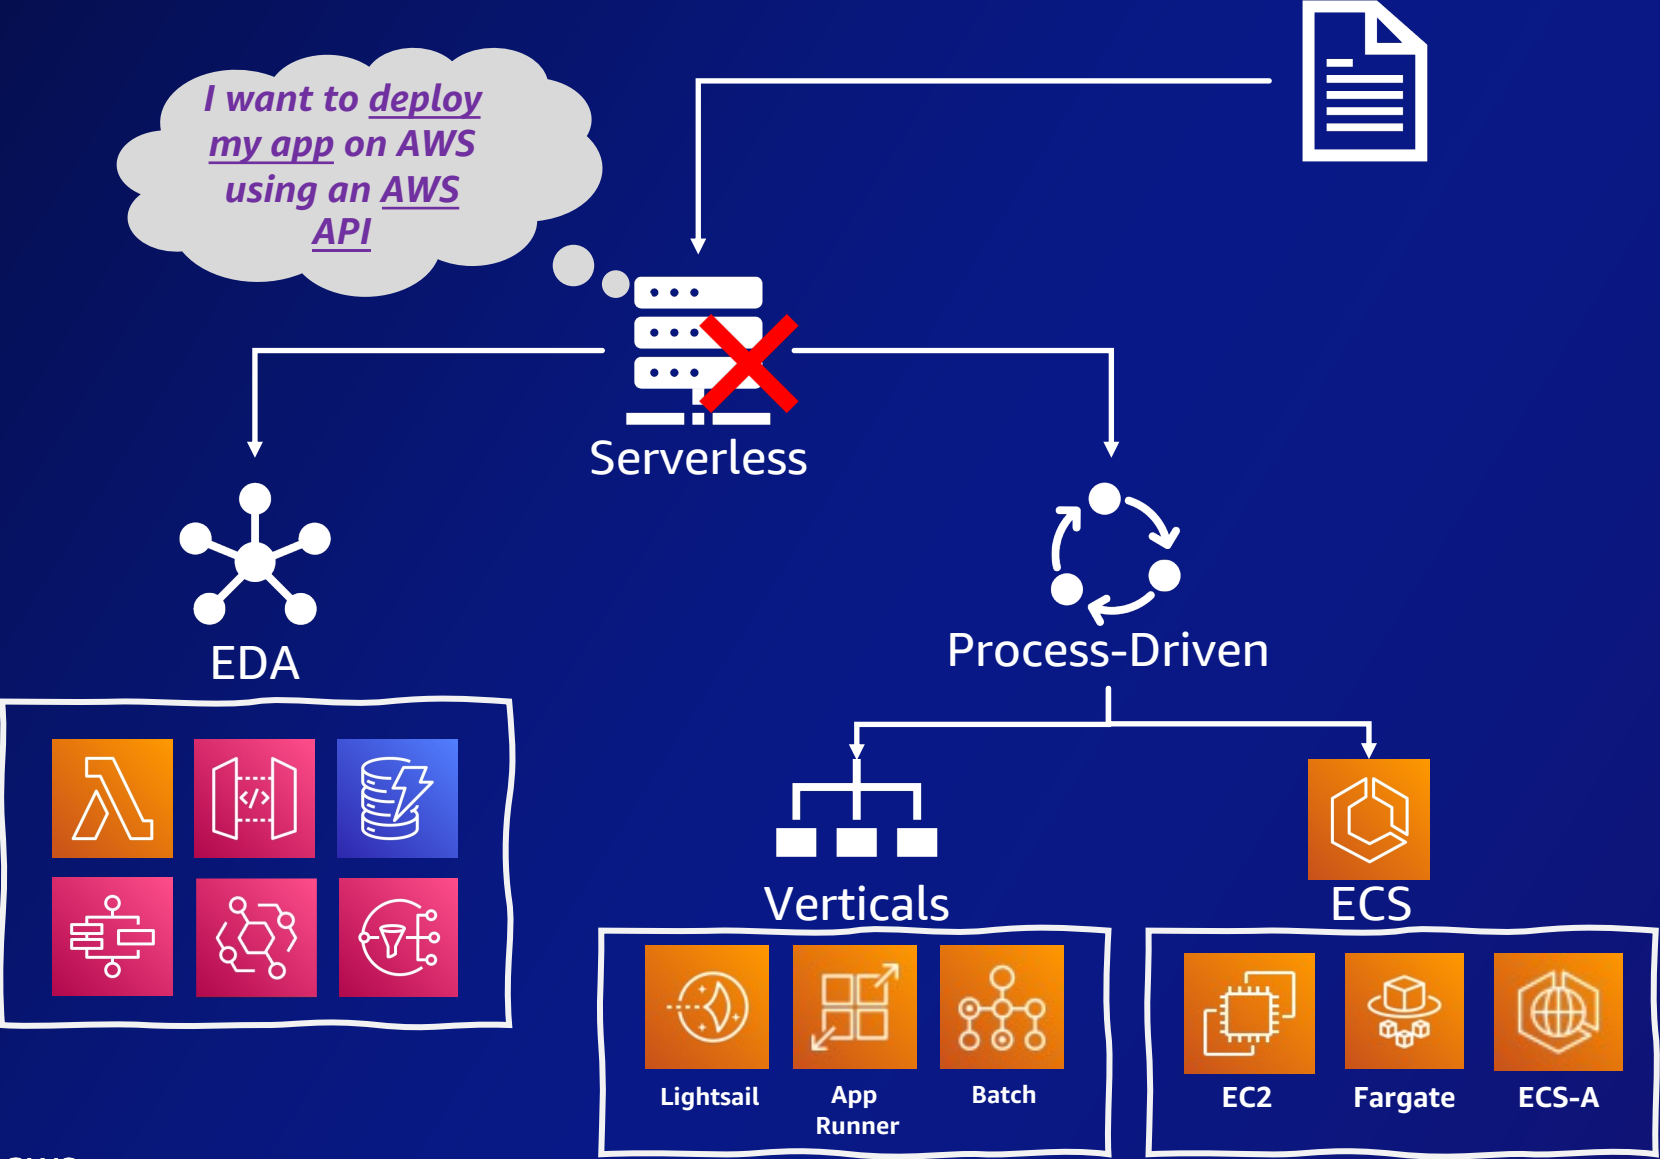 I want to deploy
my app on AWS
using an AWS
API
Serverless
EDA
Process-Driven
</>
Verticals
ECS
Lightsail
App
Runner
Batch
EC2
Fargate
ECS-A